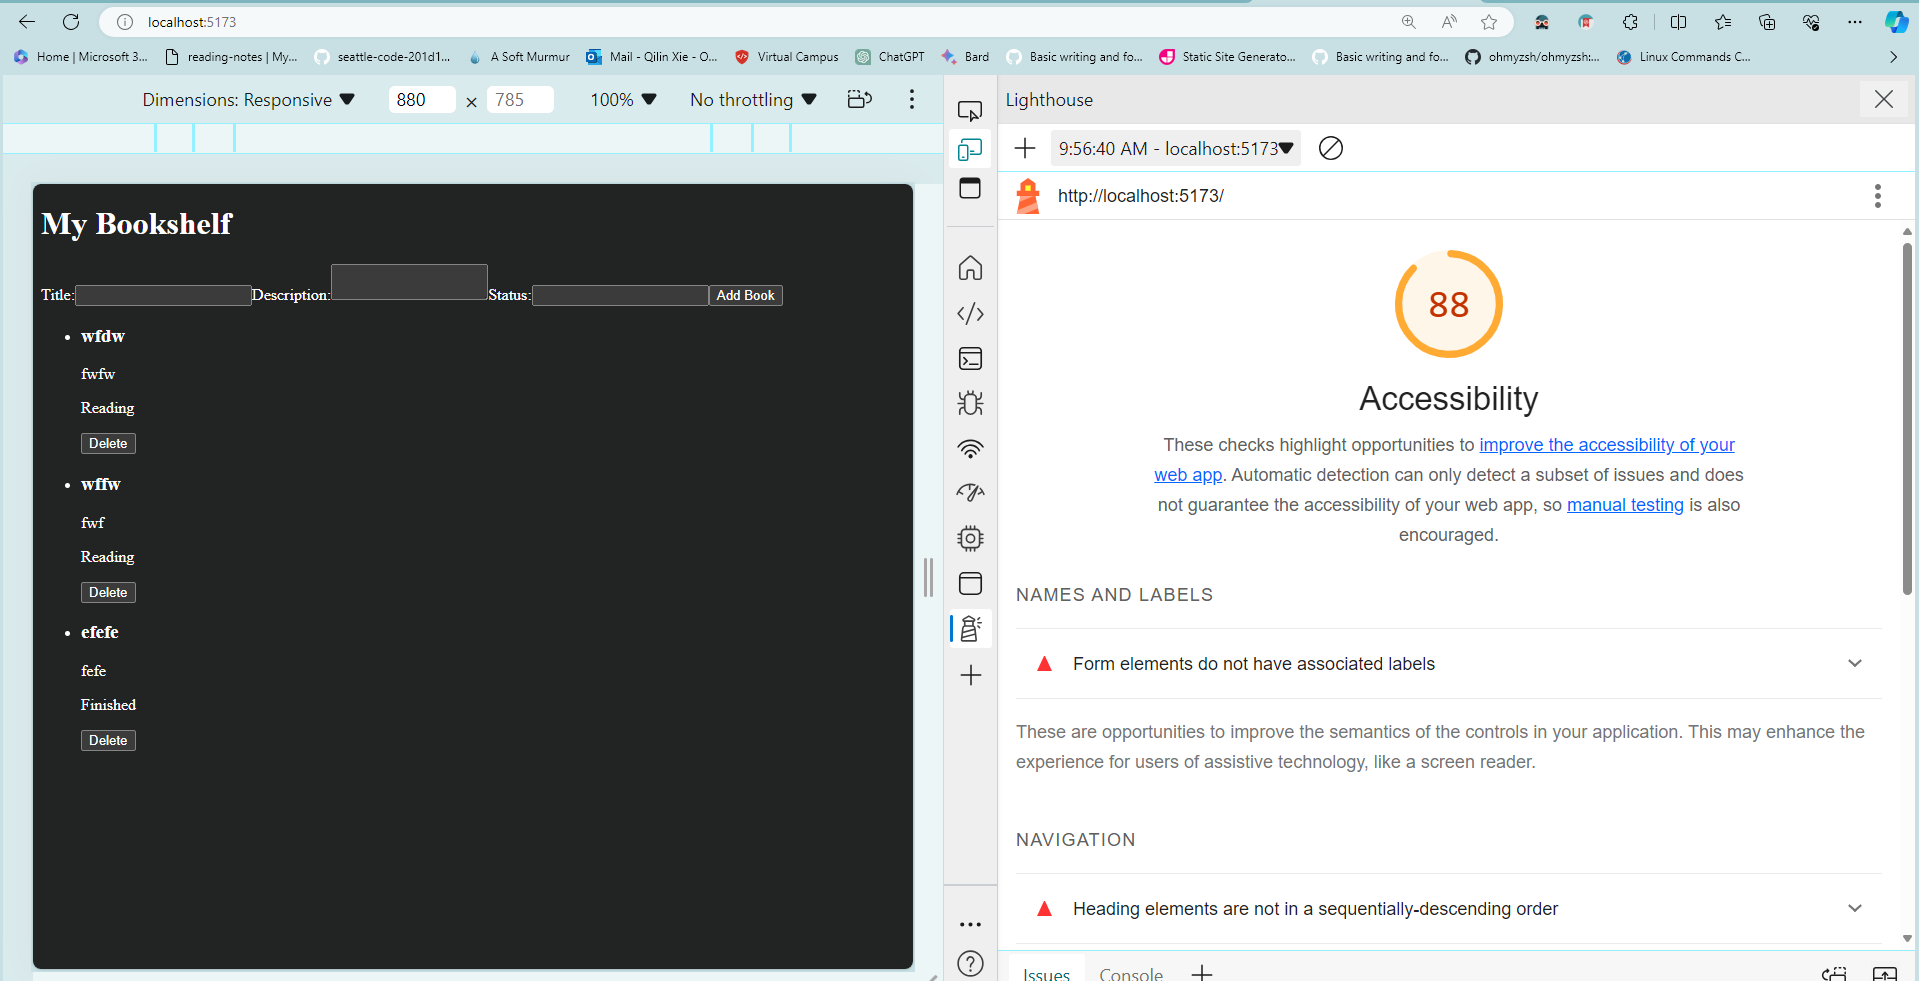 localhost:5173
Home | Microsoft 3...
reading-notes | My...
seattle-code-201d1...
A Soft Murmur
Mail - Qilin Xie - O...
Virtual Campus
ChatGPT
Bard
Basic writing and fo...
Static Site Generato...
Basic writing and fo...
ohmyzsh/ohmyzsh:...
Linux Commands C...
Dimensions: Responsive
880
×
785
100%
No throttling
My Bookshelf
Title:
Description:
Status:
Add Book
wfdw
fwfw
Reading
Delete
wffw
fwf
Reading
Delete
efefe
fefe
Finished
Delete
Lighthouse
9:56:40 AM - localhost:5173
http://localhost:5173/
88
Accessibility
These checks highlight opportunities to improve the accessibility of your
web app. Automatic detection can only detect a subset of issues and does
not guarantee the accessibility of your web app, so manual testing is also
encouraged.
NAMES AND LABELS
Form elements do not have associated labels
These are opportunities to improve the semantics of the controls in your application. This may enhance the
experience for users of assistive technology, like a screen reader.
NAVIGATION
Heading elements are not in a sequentially-descending order
Issues
Console